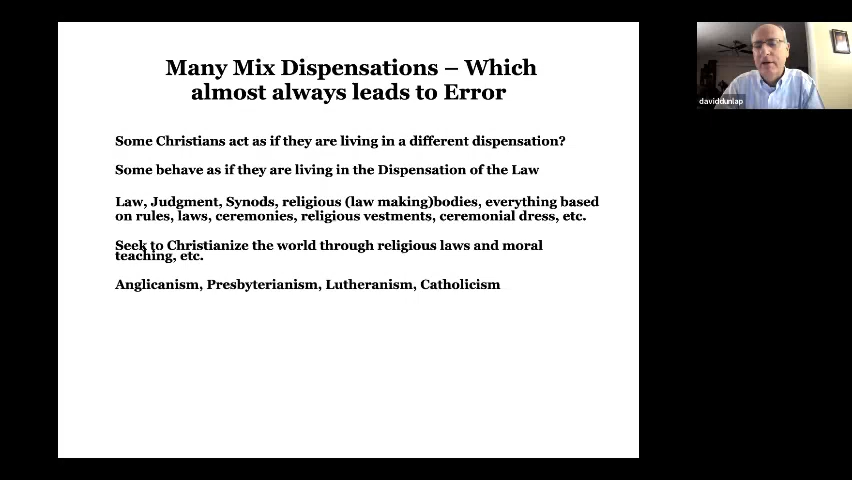 Many Mix Dispensations – Which
almost always leads to Error
Some Christians act as if they are living in a different dispensation?
Some behave as if they are living in the Dispensation of the Law
Law, Judgment, Synods, religious (law making)bodies, everything based
on rules, laws, ceremonies, religious vestments, ceremonial dress, etc.
Seek to Christianize the world through religious laws and moral
teaching, etc.
Anglicanism, Presbyterianism, Lutheranism, Catholicism
daviddunlap